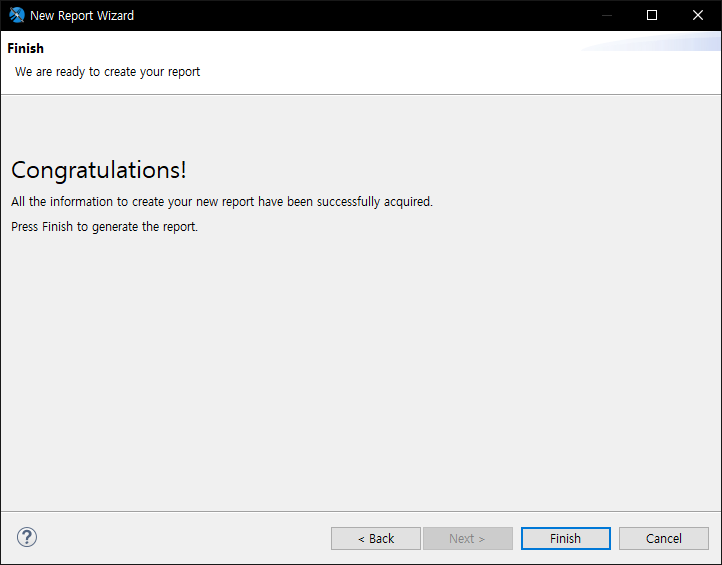 New Report Wizard
Finish
We are ready to create your report
Congratulations!
All the information to create your new report have been successfully acquired.
Press Finish to generate the report.
?
< Back
Next >
Finish
Cancel